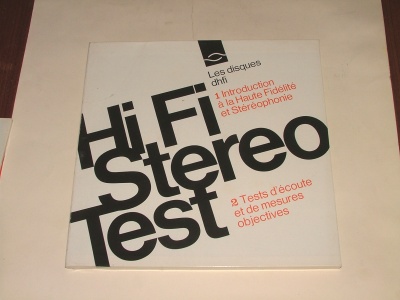 Les disques
dhfi
1 Introduction
à la Haute Fidélité
et Stéréophonie
Hi Fi
Stereo
Test
2 Tests d'écoute
et de mesures
objectives